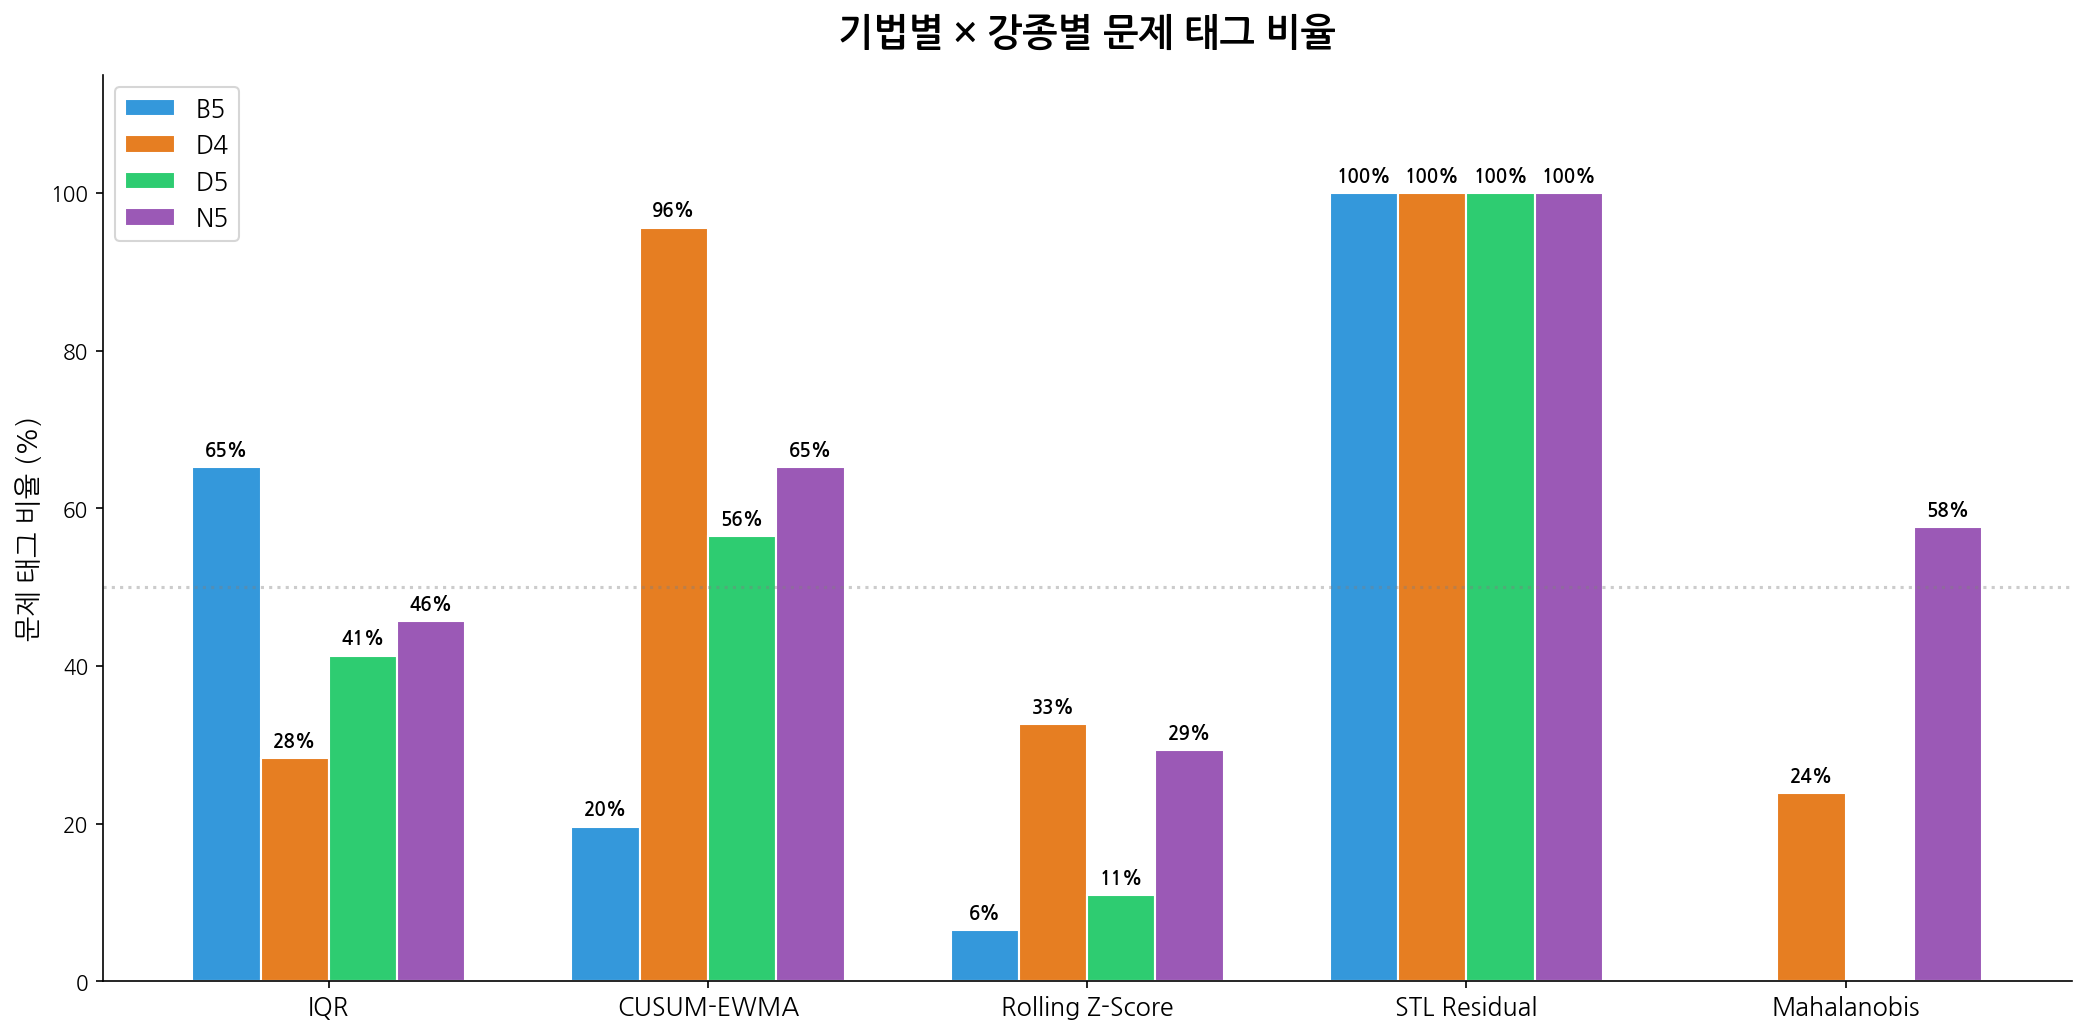 기법별 × 강종별 문제 태그 비율
B5
D4
D5
N5
문제 태그 비율 (%)
100
80
60
40
20
0
65%
28%
41%
46%
20%
96%
56%
65%
6%
33%
11%
29%
100%
100%
100%
100%
24%
58%
IQR
CUSUM-EWMA
Rolling Z-Score
STL Residual
Mahalanobis